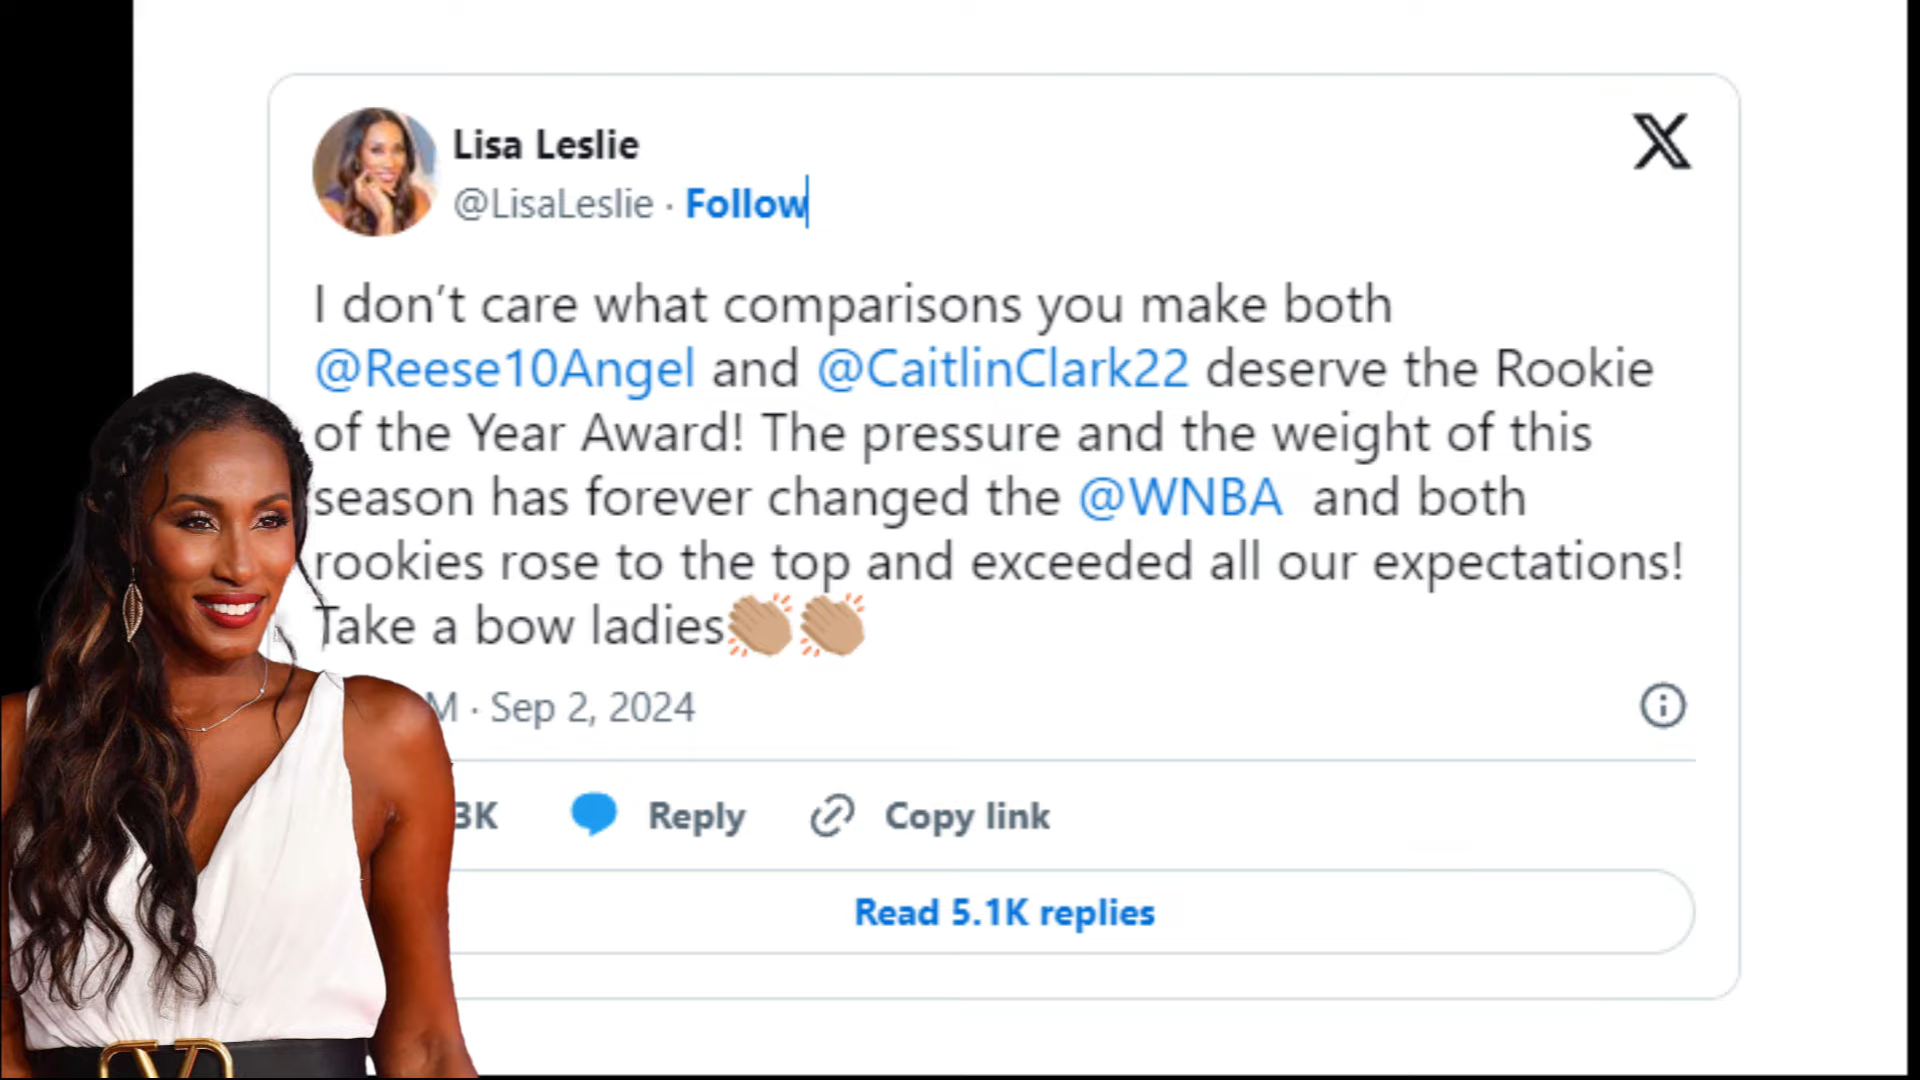 Lisa Leslie
@LisaLeslie · Follow
I don’t care what comparisons you make both
@Reese10Angel and @CaitlinClark22 deserve the Rookie
of the Year Award! The pressure and the weight of this
season has forever changed the @WNBA and both
rookies rose to the top and exceeded all our expectations!
Take a bow ladies👏🏼👏🏼
M · Sep 2, 2024
3K Reply Copy link
Read 5.1K replies